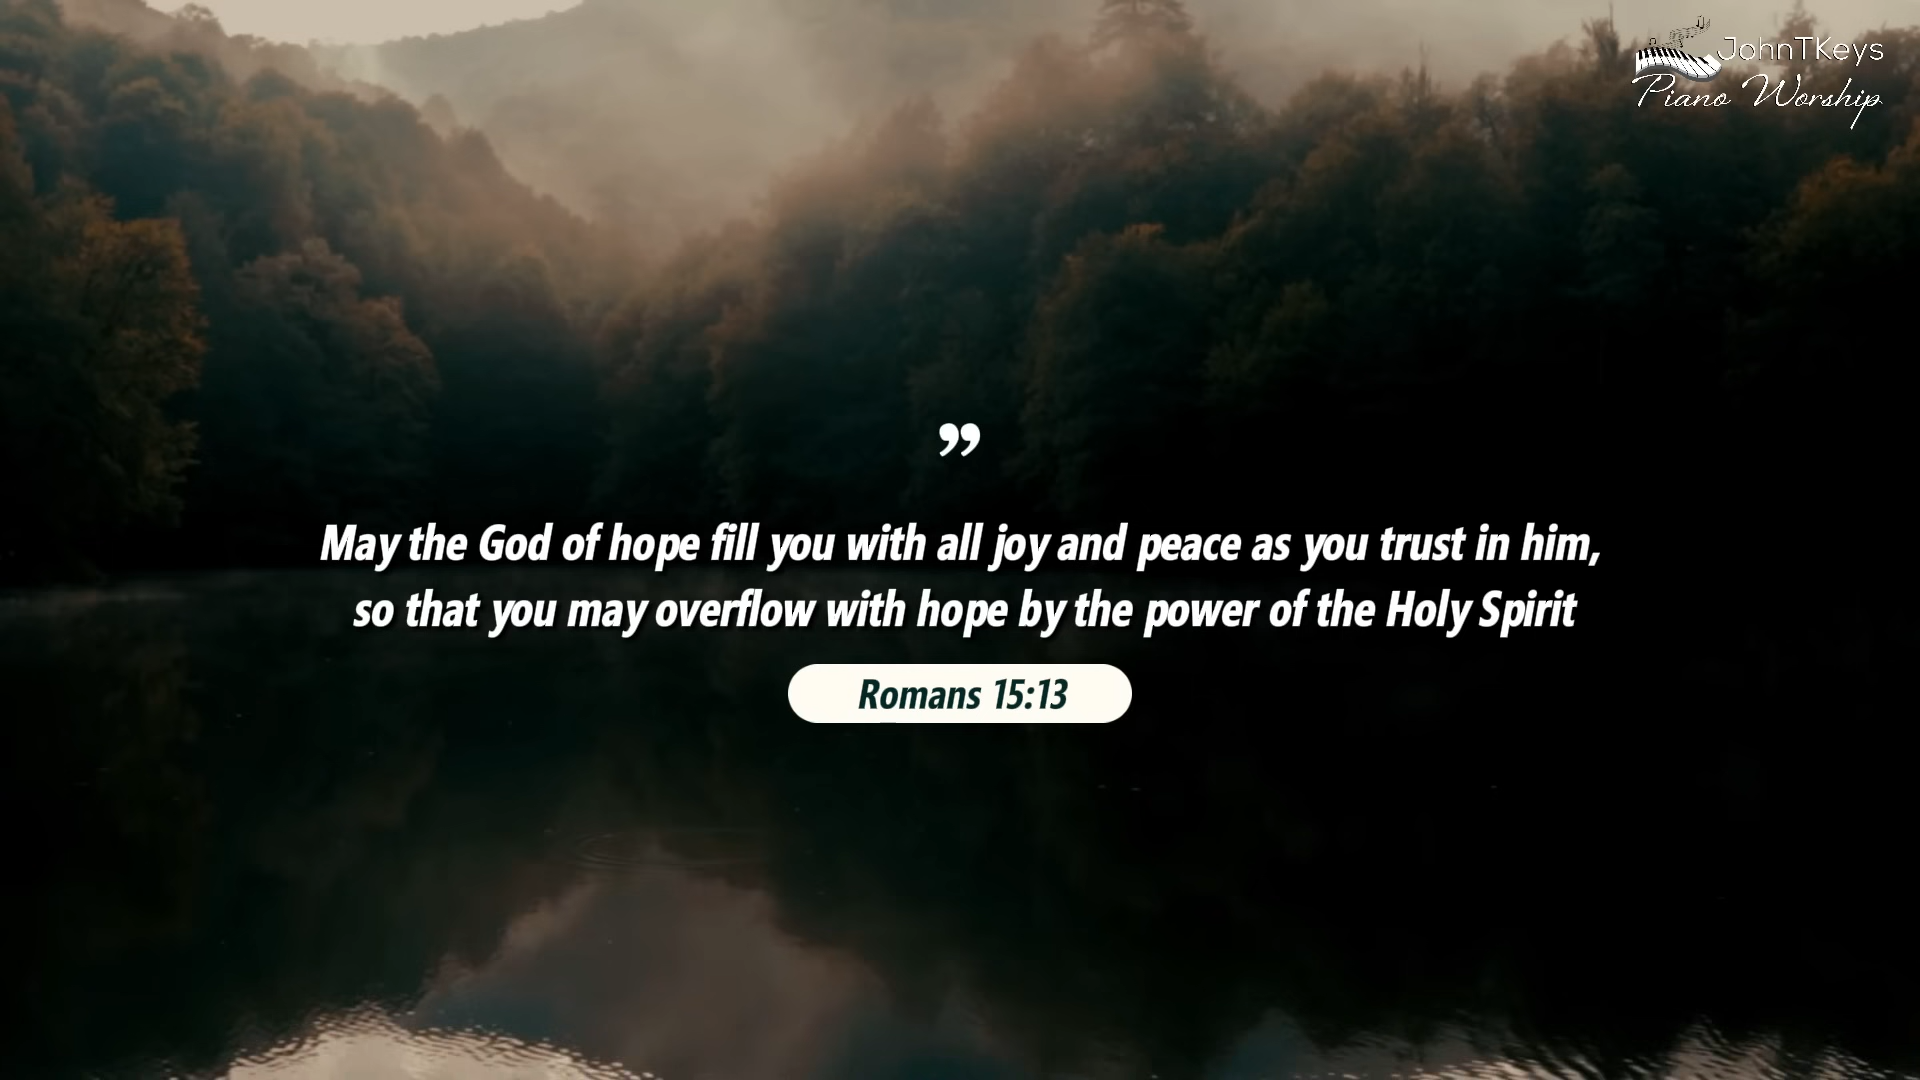 JohnTKeys
Piano Worship
”
May the God of hope fill you with all joy and peace as you trust in him,
so that you may overflow with hope by the power of the Holy Spirit
Romans 15:13